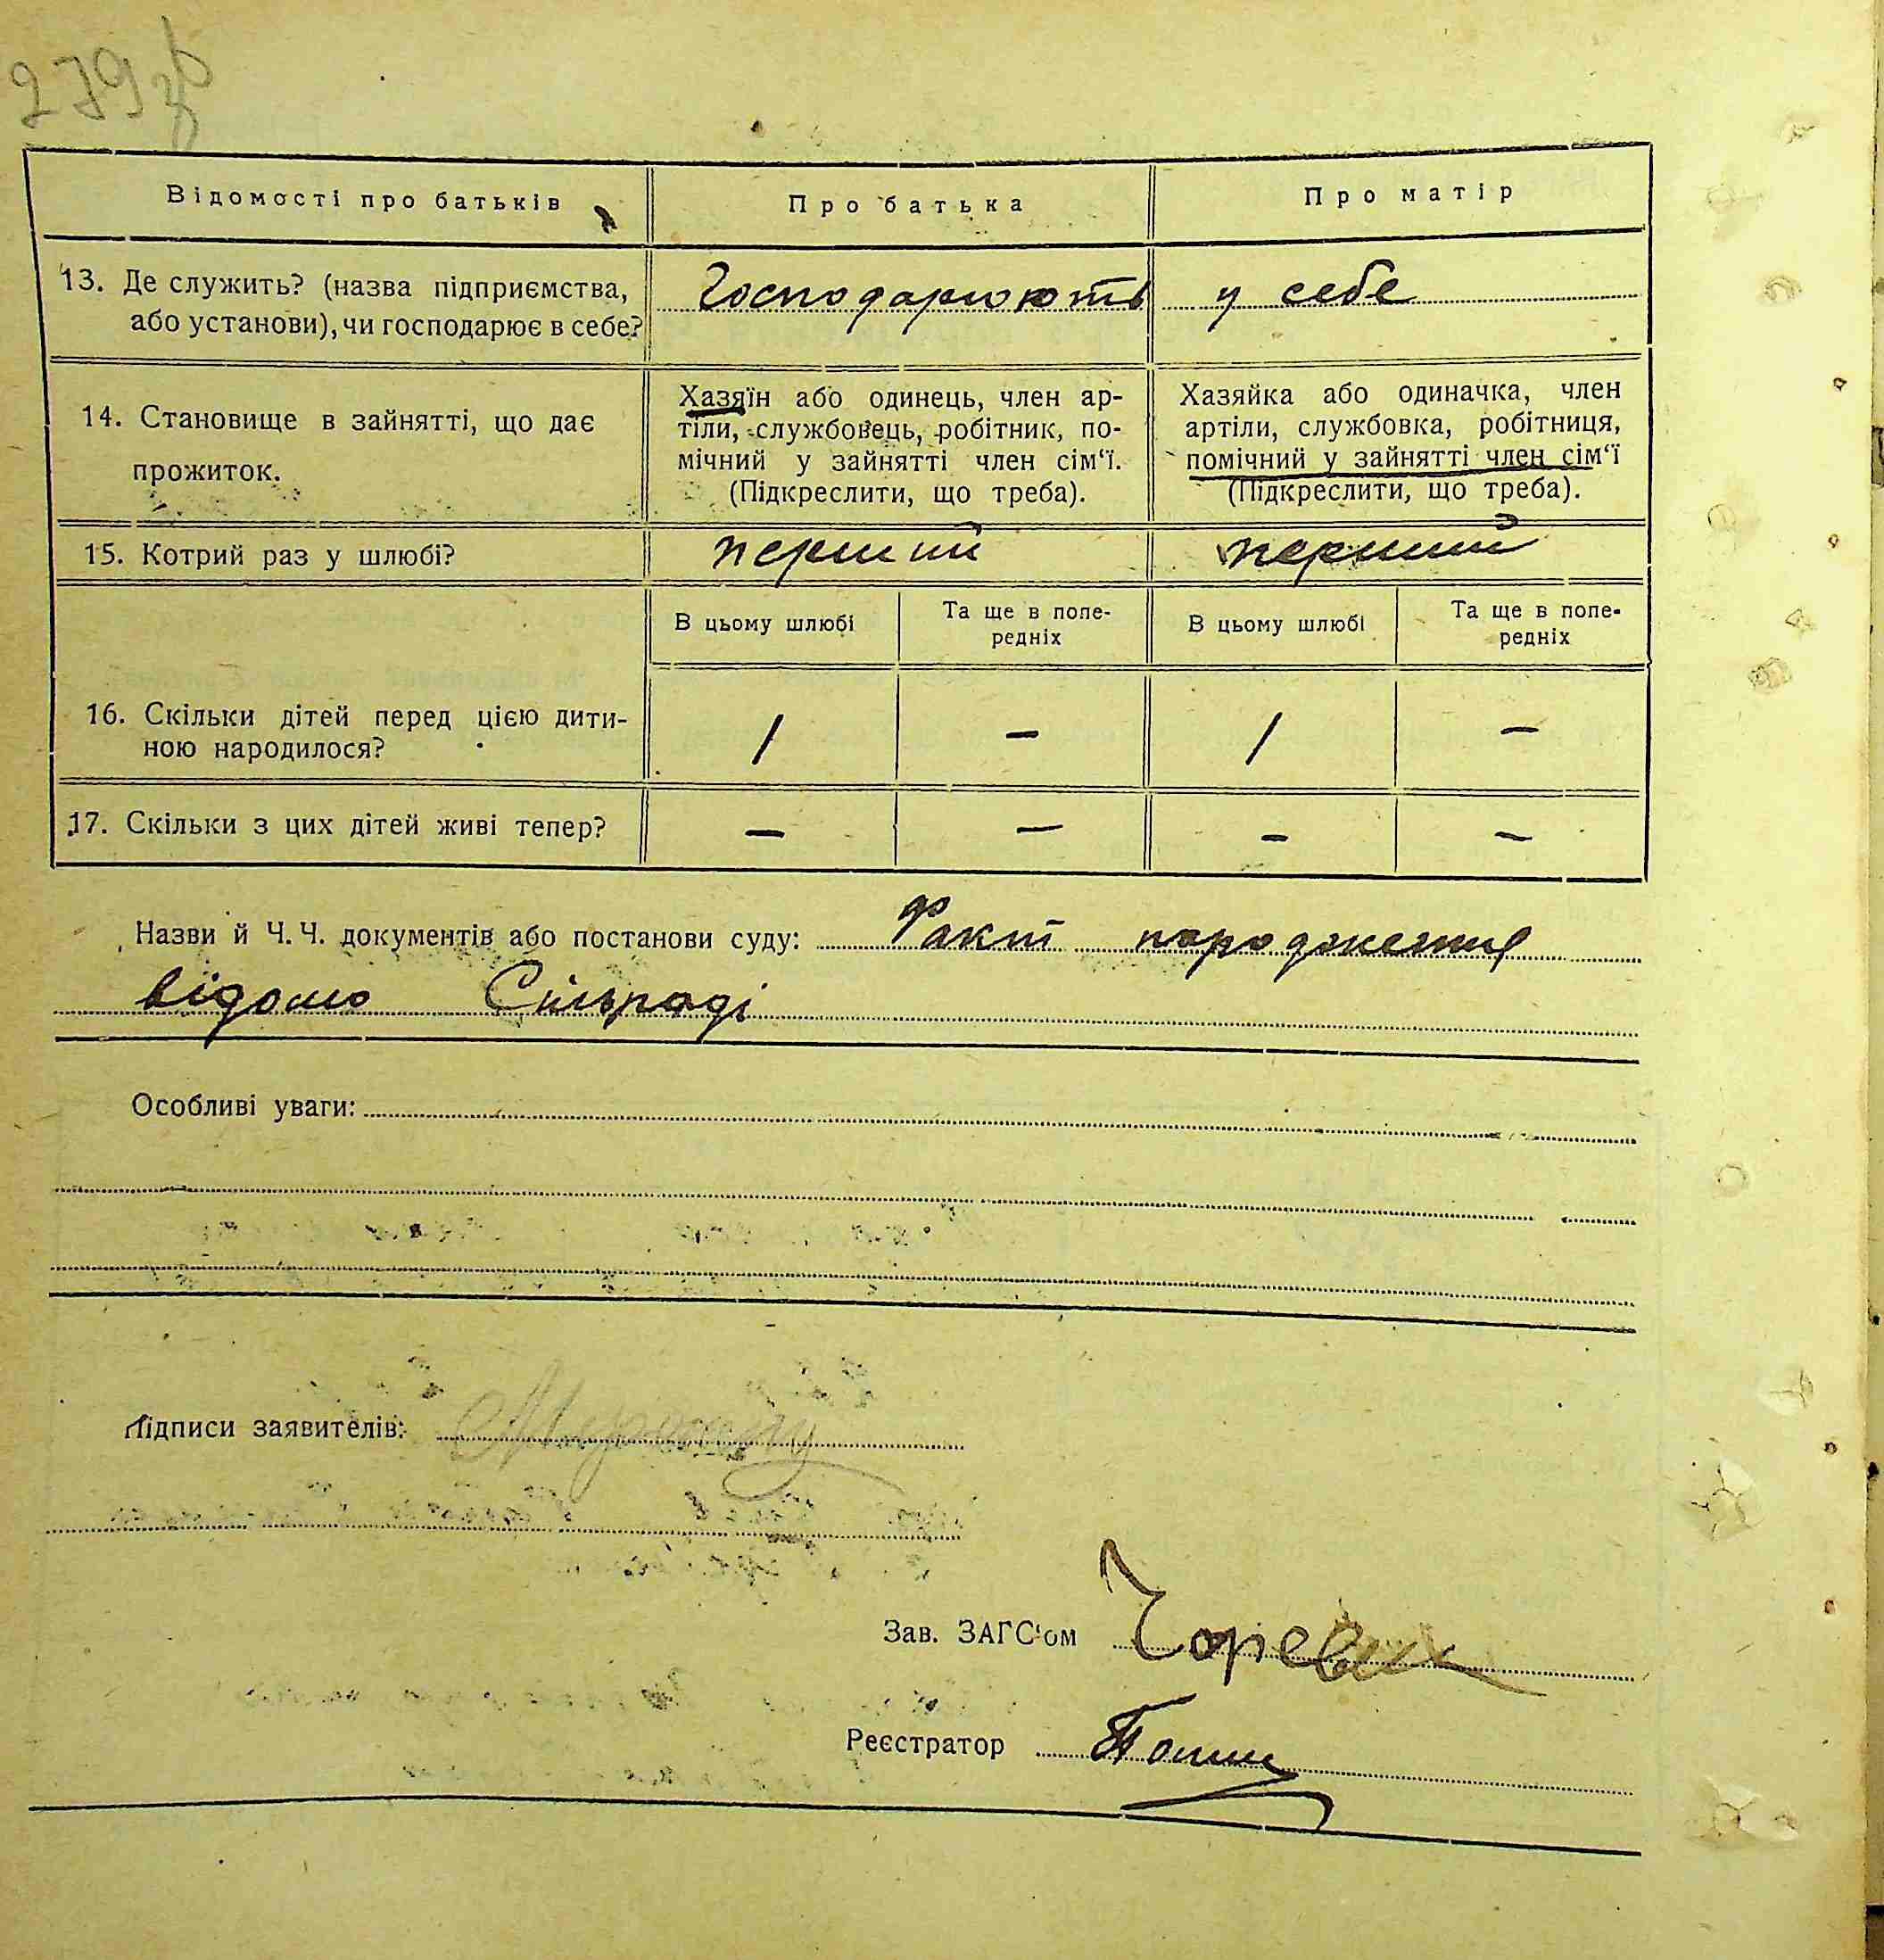 279 зв
Відомості про батьків
Про батька
Про матір
13. Де служить? (назва підприємства,
або установи), чи господарює в себе?
Господарюють
у себе
14. Становище в зайнятті, що дає
прожиток.
Хазяїн або одинець, член ар-
тіли, службовець, робітник, по-
мічний у зайнятті член сім‘ї.
(Підкреслити, що треба).
Хазяйка або одиначка, член
артіли, службовка, робітниця,
помічний у зайнятті член сім‘ї
(Підкреслити, що треба).
15. Котрий раз у шлюбі?
перший
перший
В цьому шлюбі
Та ще в попе-
редніх
В цьому шлюбі
Та ще в попе-
редніх
16. Скільки дітей перед цією дити-
ною народилося?
1
—
1
—
17. Скільки з цих дітей живі тепер?
—
—
—
—
Назви й Ч.Ч. документів або постанови суду: Факт народження
відомо Сільраді
Особливі уваги:
Підписи заявителів:
Зав. ЗАГС‘ом
Реєстратор